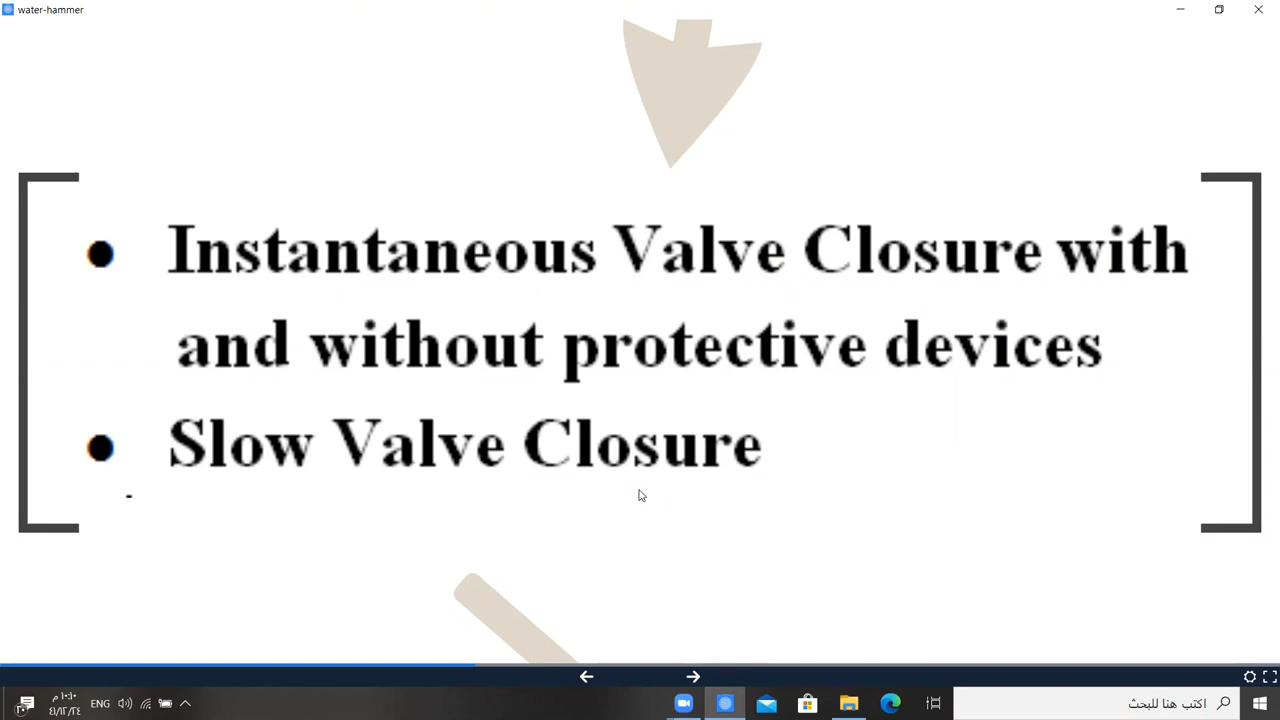 water-hammer
• Instantaneous Valve Closure with
and without protective devices
• Slow Valve Closure
ENG
اكتب هنا للبحث